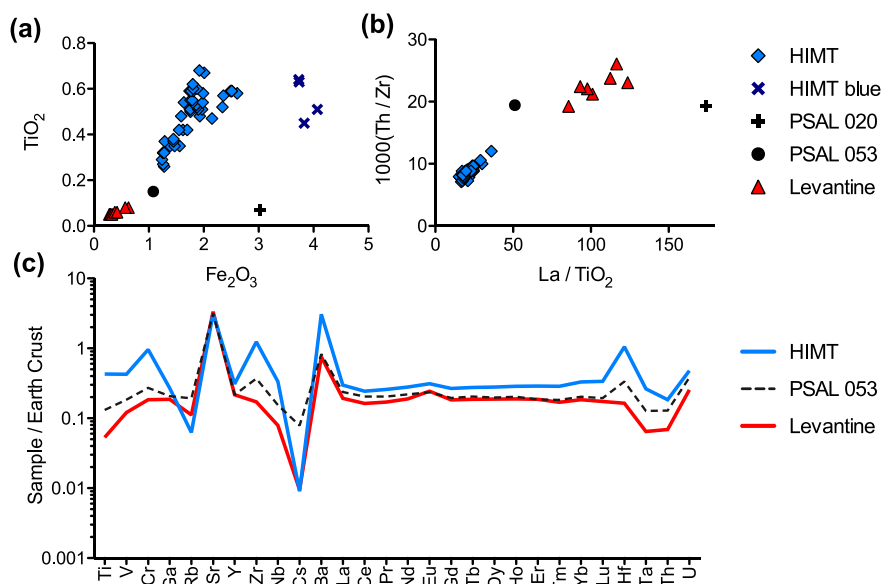 (a)
TiO2
0.8
0.6
0.4
0.2
0.0
0 1 2 3 4 5
Fe2O3
(b)
1000(Th / Zr)
30
20
10
0
0 50 100 150
La / TiO2
HIMT
HIMT blue
PSAL 020
PSAL 053
Levantine
(c)
Sample / Earth Crust
10
1
0.1
0.01
0.001
Ti V Cr Ga Rb Sr Y Zr Nb Cs Ba La Ce Pr Nd Eu Gd Tb Dy Ho Er Tm Yb Lu Hf Ta Th U
HIMT
PSAL 053
Levantine